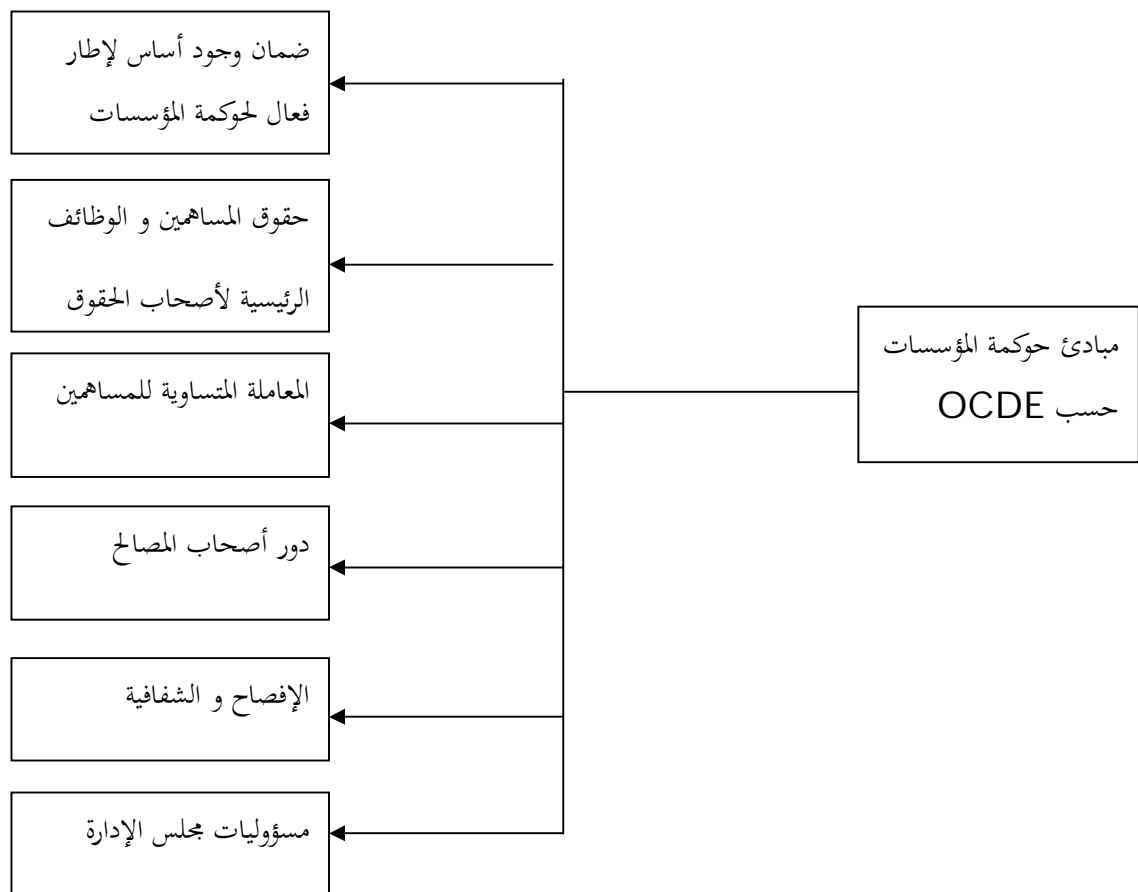 ضمان وجود أساس لإطار
فعال لحوكمة المؤسسات
حقوق المساهمين و الوظائف
الرئيسية لأصحاب الحقوق
مبادئ حوكمة المؤسسات
حسب OCDE
المعاملة المتساوية للمساهمين
دور أصحاب المصالح
الإفصاح و الشفافية
مسؤوليات مجلس الإدارة